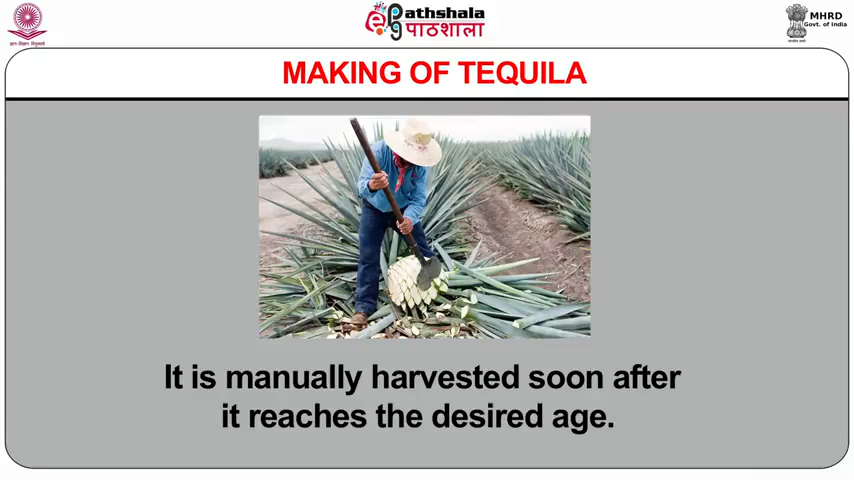 ePathshala
पाठशाला
MHRD
Govt. of India
MAKING OF TEQUILA
It is manually harvested soon after
it reaches the desired age.